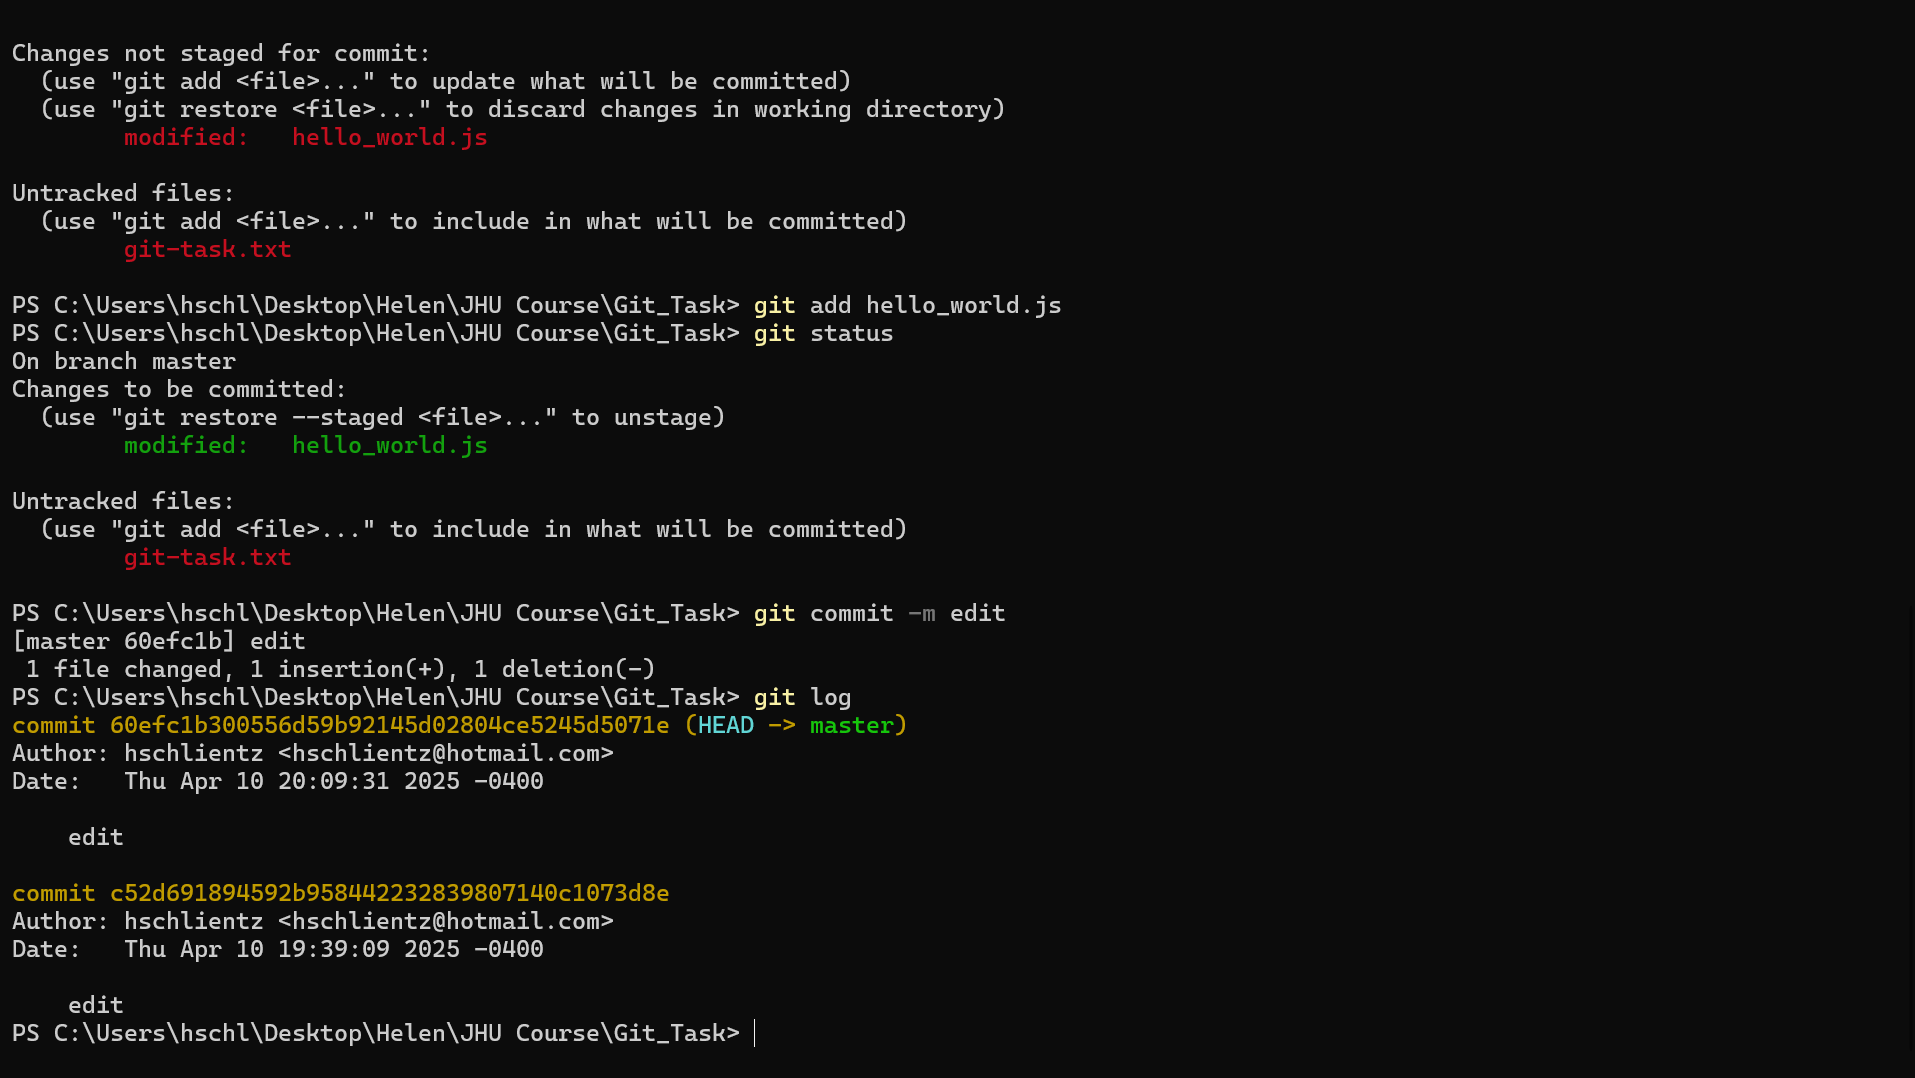 Changes not staged for commit:
  (use "git add <file>..." to update what will be committed)
  (use "git restore <file>..." to discard changes in working directory)
        modified:   hello_world.js

Untracked files:
  (use "git add <file>..." to include in what will be committed)
        git-task.txt

PS C:\Users\hschl\Desktop\Helen\JHU Course\Git_Task> git add hello_world.js
PS C:\Users\hschl\Desktop\Helen\JHU Course\Git_Task> git status
On branch master
Changes to be committed:
  (use "git restore --staged <file>..." to unstage)
        modified:   hello_world.js

Untracked files:
  (use "git add <file>..." to include in what will be committed)
        git-task.txt

PS C:\Users\hschl\Desktop\Helen\JHU Course\Git_Task> git commit -m edit
[master 60efc1b] edit
 1 file changed, 1 insertion(+), 1 deletion(-)
PS C:\Users\hschl\Desktop\Helen\JHU Course\Git_Task> git log
commit 60efc1b300556d59b92145d02804ce5245d5071e (HEAD -> master)
Author: hschlientz <hschlientz@hotmail.com>
Date:   Thu Apr 10 20:09:31 2025 -0400

    edit

commit c52d691894592b9584422328398071​40c1073d8e
Author: hschlientz <hschlientz@hotmail.com>
Date:   Thu Apr 10 19:39:09 2025 -0400

    edit
PS C:\Users\hschl\Desktop\Helen\JHU Course\Git_Task>